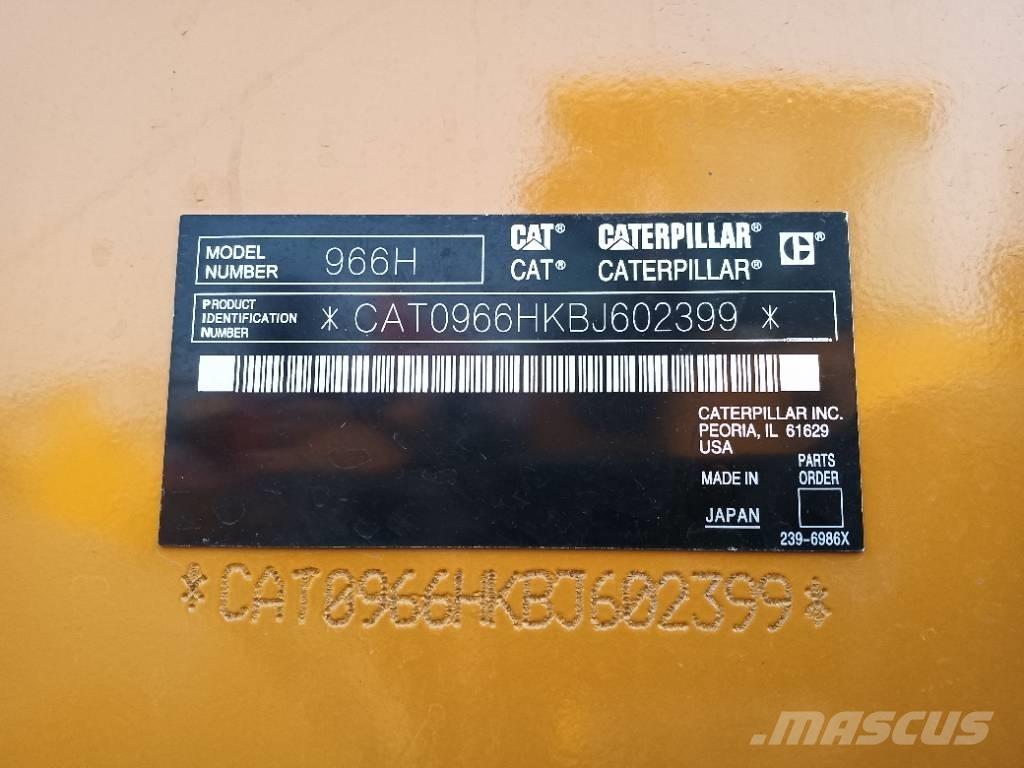 MODEL NUMBER 966H
CAT® CATERPILLAR® ®
CAT® CATERPILLAR®
PRODUCT IDENTIFICATION NUMBER *CAT0966HKBJ602399*
CATERPILLAR INC.
PEORIA, IL 61629
USA
MADE IN
JAPAN
PARTS
ORDER
239-6986X
*CAT0966HKBJ602399*
MASCUS